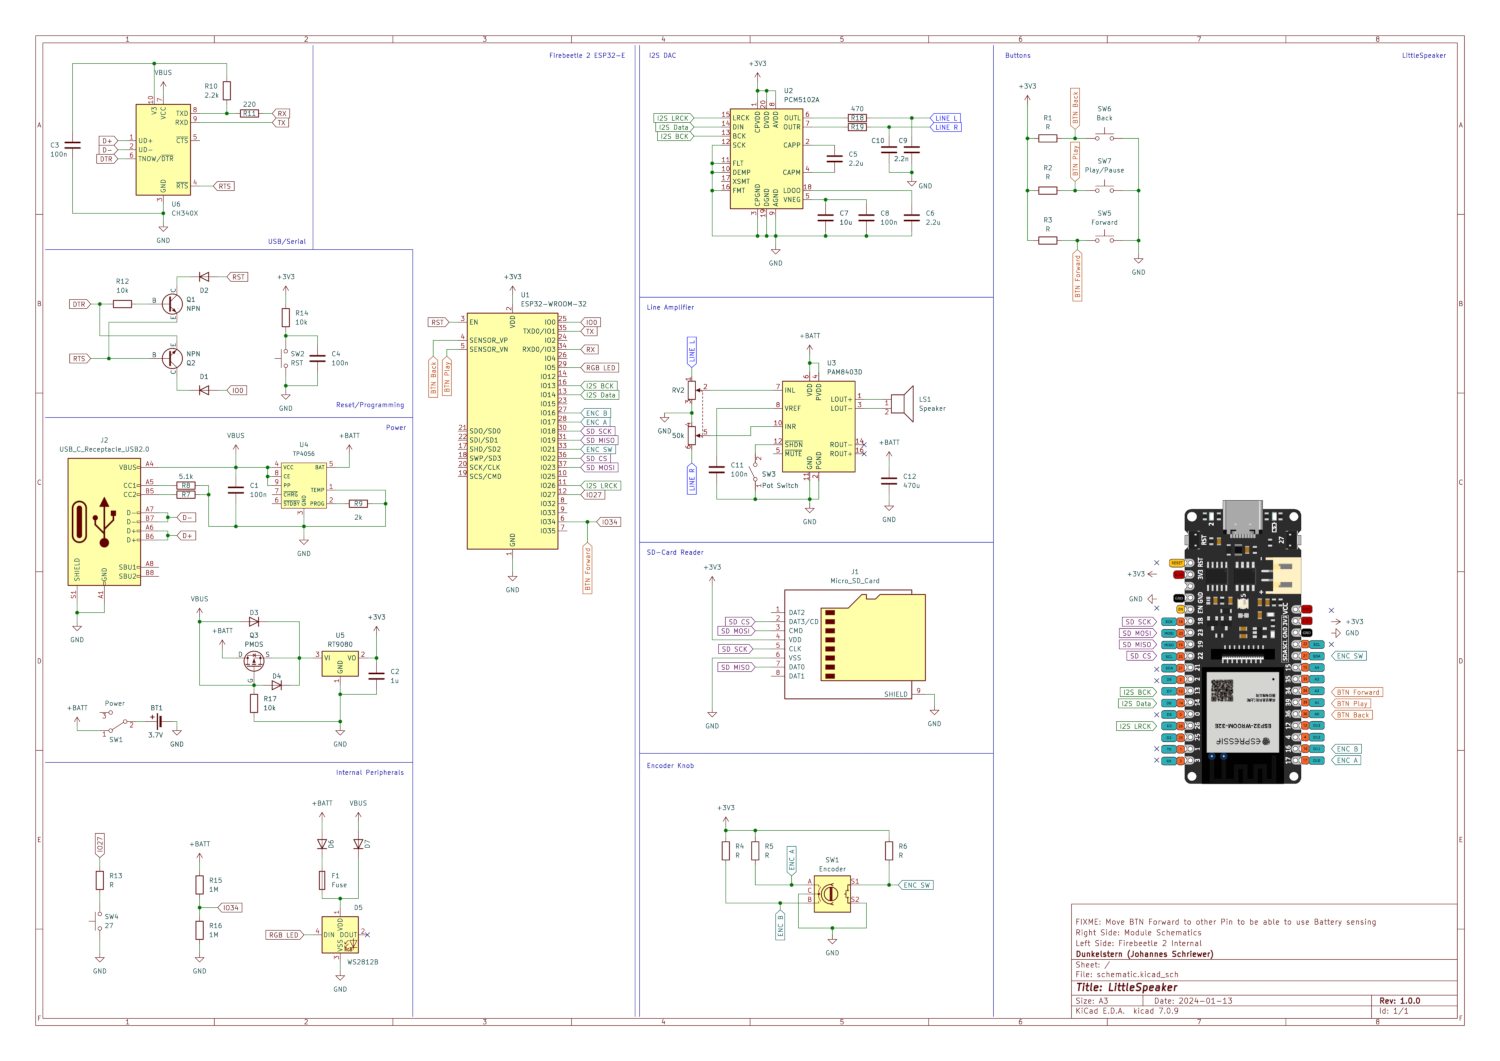 Firebeetle 2 ESP32-E
I2S DAC
Buttons
LittleSpeaker
VBUS
R10
2.2k
220
R11
RX
TX
V3
VCC
TXD
RXD
CTS
RTS
UD+
UD-
TNOW/DTR
GND
D+
D-
DTR
RTS
C3
100n
U6
CH340X
GND
USB/Serial
DTR
R12
10k
Q1
NPN
D2
RST
RTS
NPN
Q2
D1
IO0
+3V3
R14
10k
SW2
RST
C4
100n
GND
Reset/Programming
Power
J2
USB_C_Receptacle_USB2.0
VBUS
CC1
CC2
D-
D-
D+
D+
SBU1
SBU2
SHIELD
GND
A4
A5
B5
A7
B7
A6
B6
A8
B8
S1
A1
5.1k
R8
R7
D-
D+
GND
VBUS
C1
100n
U4
TP4056
VCC
CE
PP
CHRG
STDBY
BAT
TEMP
PROG
GND
+BATT
R9
2k
GND
VBUS
D3
+BATT
Q3
PMOS
D4
R17
10k
U5
RT9080
VI
VO
GND
+3V3
C2
1u
GND
+BATT
Power
SW1
BT1
3.7V
GND
Internal Peripherals
IO27
R13
R
SW4
27
GND
+BATT
R15
1M
IO34
R16
1M
GND
+BATT
VBUS
D6
D7
F1
Fuse
D5
RGB LED
DIN
DOUT
VDD
VSS
WS2812B
GND
+3V3
U1
ESP32-WROOM-32
RST
EN
SENSOR_VP
SENSOR_VN
SDO/SD0
SDI/SD1
SHD/SD2
SWP/SD3
SCK/CLK
SCS/CMD
VDD
GND
BTN Back
BTN Play
IO0
TXD0/IO1
IO2
RXD0/IO3
IO4
IO5
IO12
IO13
IO14
IO15
IO16
IO17
IO18
IO19
IO21
IO22
IO23
IO25
IO26
IO27
IO32
IO33
IO34
IO35
IO0
TX
RX
RGB LED
I2S BCK
I2S Data
ENC B
ENC A
SD SCK
SD MISO
ENC SW
SD CS
SD MOSI
I2S LRCK
IO27
IO34
BTN Forward
GND
+3V3
U2
PCM5102A
I2S LRCK
I2S Data
I2S BCK
LRCK
DIN
BCK
SCK
FLT
DEMP
XSMT
FMT
CPVDD
DVDD
AVDD
OUTL
OUTR
CAPP
CAPM
LDOO
VNEG
CPGND
DGND
AGND
470
R18
R19
LINE L
LINE R
C10
C9
2.2n
C5
2.2u
GND
C7
10u
C8
100n
C6
2.2u
GND
Line Amplifier
LINE L
RV2
50k
LINE R
GND
+BATT
U3
PAM8403D
INL
VREF
INR
SHDN
MUTE
VDD
PVDD
LOUT+
LOUT-
ROUT-
ROUT+
GND
PGND
LS1
Speaker
C11
100n
SW3
Pot Switch
GND
+BATT
C12
470u
GND
SD-Card Reader
+3V3
J1
Micro_SD_Card
SD CS
SD MOSI
SD SCK
SD MISO
DAT2
DAT3/CD
CMD
VDD
CLK
VSS
DAT0
DAT1
SHIELD
GND
GND
Encoder Knob
+3V3
R4
R
R5
R
R6
R
ENC A
ENC B
SW1
Encoder
A
C
B
S1
S2
ENC SW
GND
+3V3
R1
R
R2
R
R3
R
BTN Back
BTN Play
BTN Forward
SW6
Back
SW7
Play/Pause
SW5
Forward
GND
+3V3
GND
SD SCK
SD MOSI
SD MISO
SD CS
I2S BCK
I2S Data
I2S LRCK
+3V3
GND
ENC SW
BTN Forward
BTN Play
BTN Back
ENC B
ENC A
ESP32-WROOM-32E
ESPRESSIF
FIXME: Move BTN Forward to other Pin to be able to use Battery sensing
Right Side: Module Schematics
Left Side: Firebeetle 2 Internal
Dunkelstern (Johannes Schriewer)
Sheet: /
File: schematic.kicad_sch
Title: LittleSpeaker
Size: A3
Date: 2024-01-13
Rev: 1.0.0
KiCad E.D.A. kicad 7.0.9
Id: 1/1